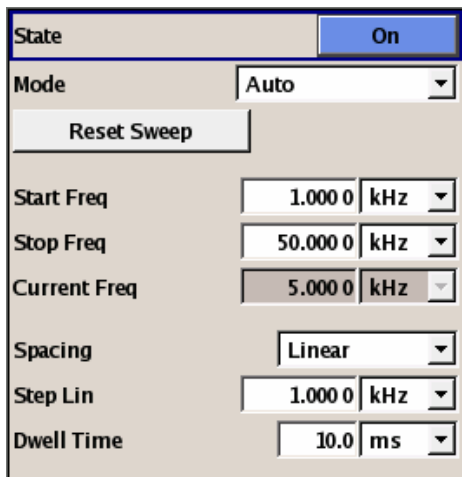 State On
Mode Auto
Reset Sweep
Start Freq 1.000 0 kHz
Stop Freq 50.000 0 kHz
Current Freq 5.000 0 kHz
Spacing Linear
Step Lin 1.000 0 kHz
Dwell Time 10.0 ms